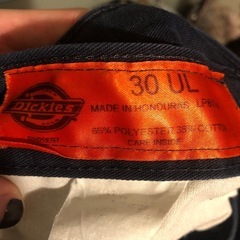 Dickies
30 UL
MADE IN HONDURAS
65% POLYESTER 35% COTTON
CARE INSIDE: